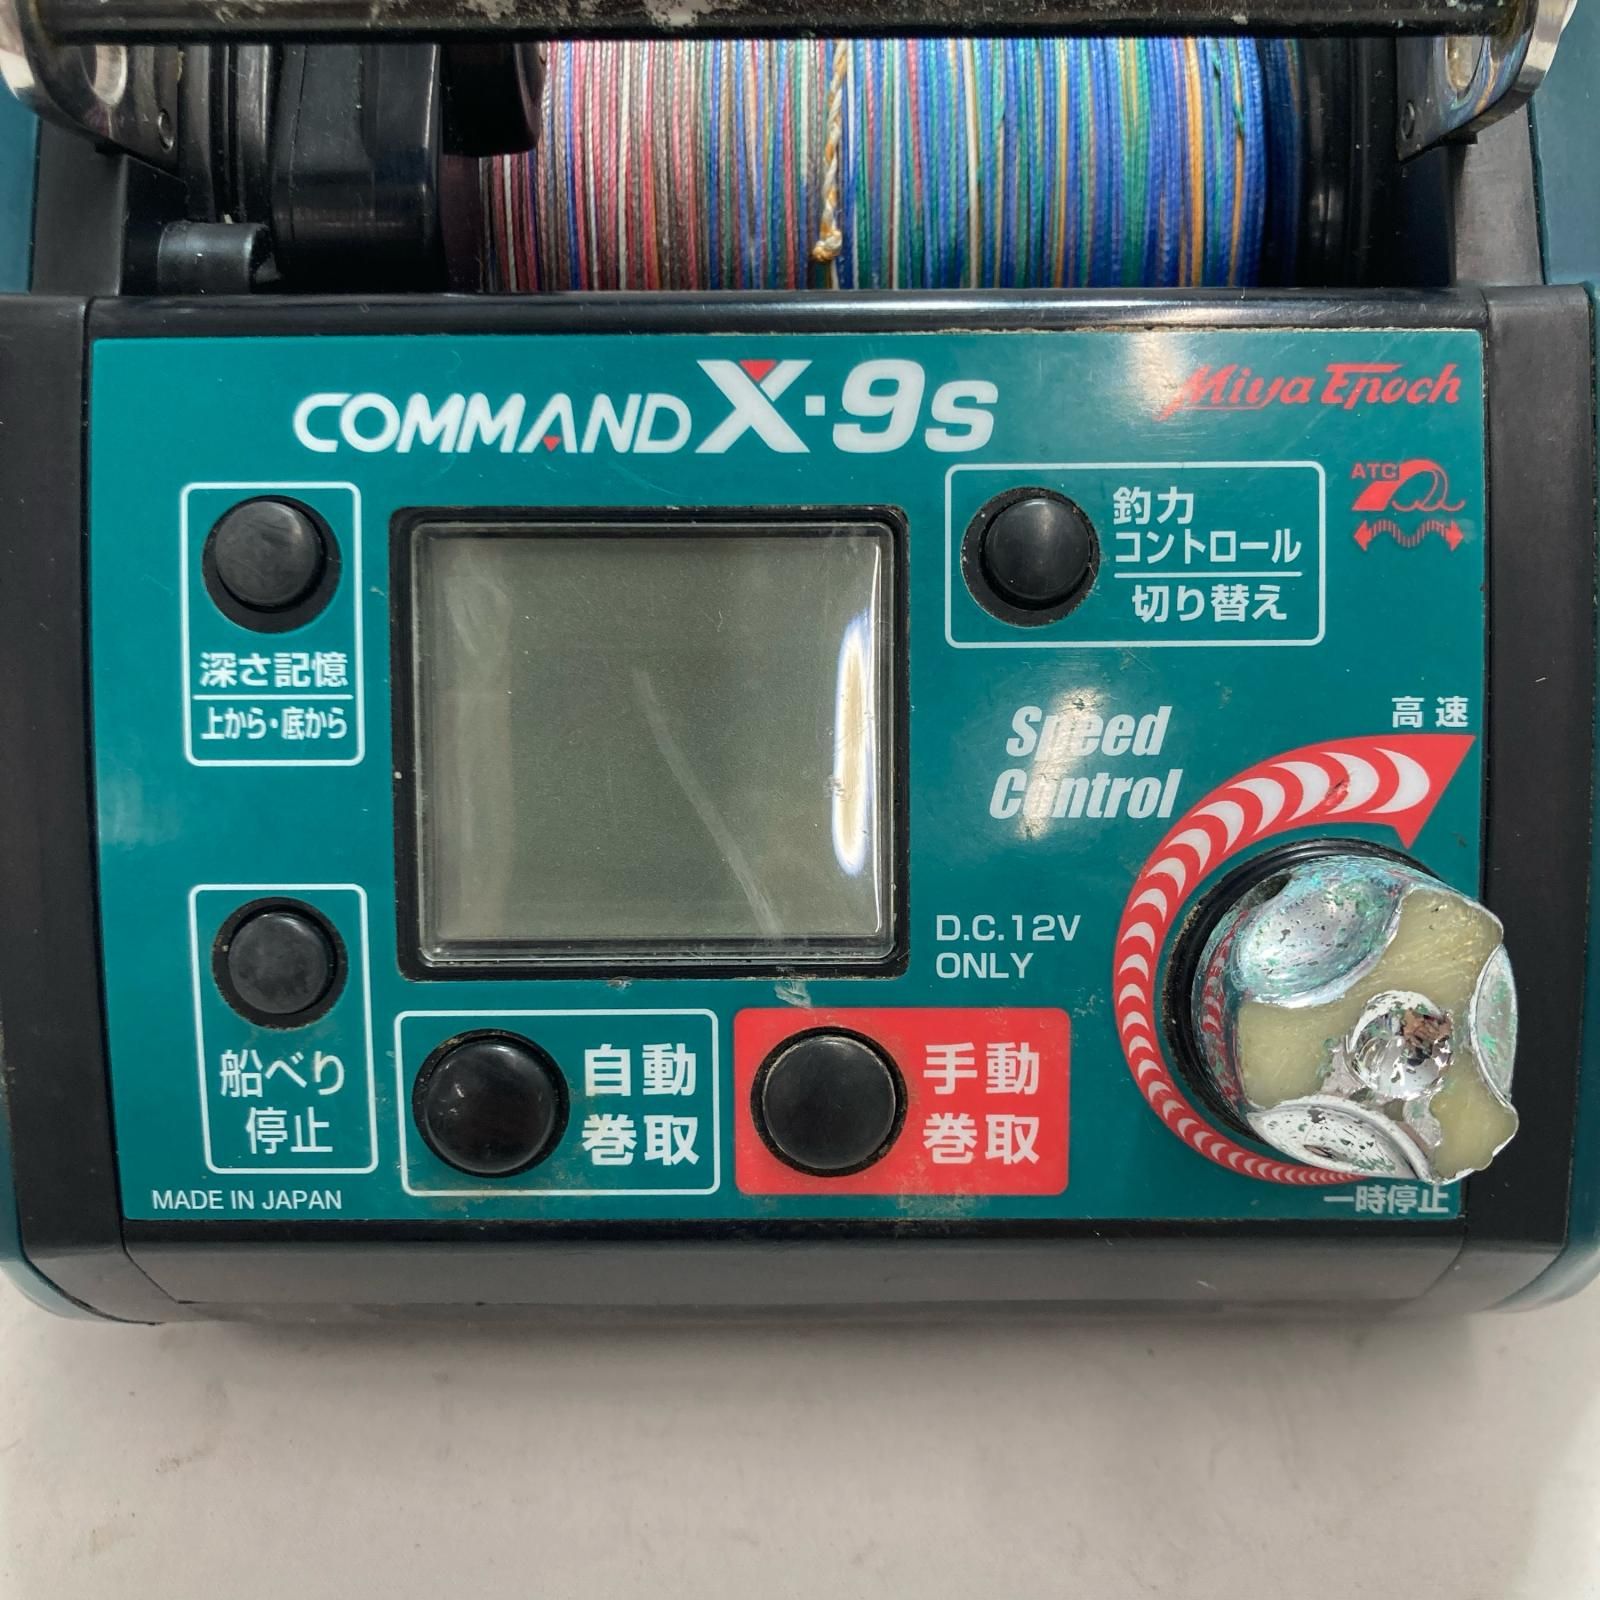 COMMAND X-9s
Miya Epoch
ATC
釣力
コントロール
切り替え
深さ記憶
上から・底から
Speed
Control
高速
D.C.12V
ONLY
船べり
停止
自動
巻取
手動
巻取
一時停止
MADE IN JAPAN